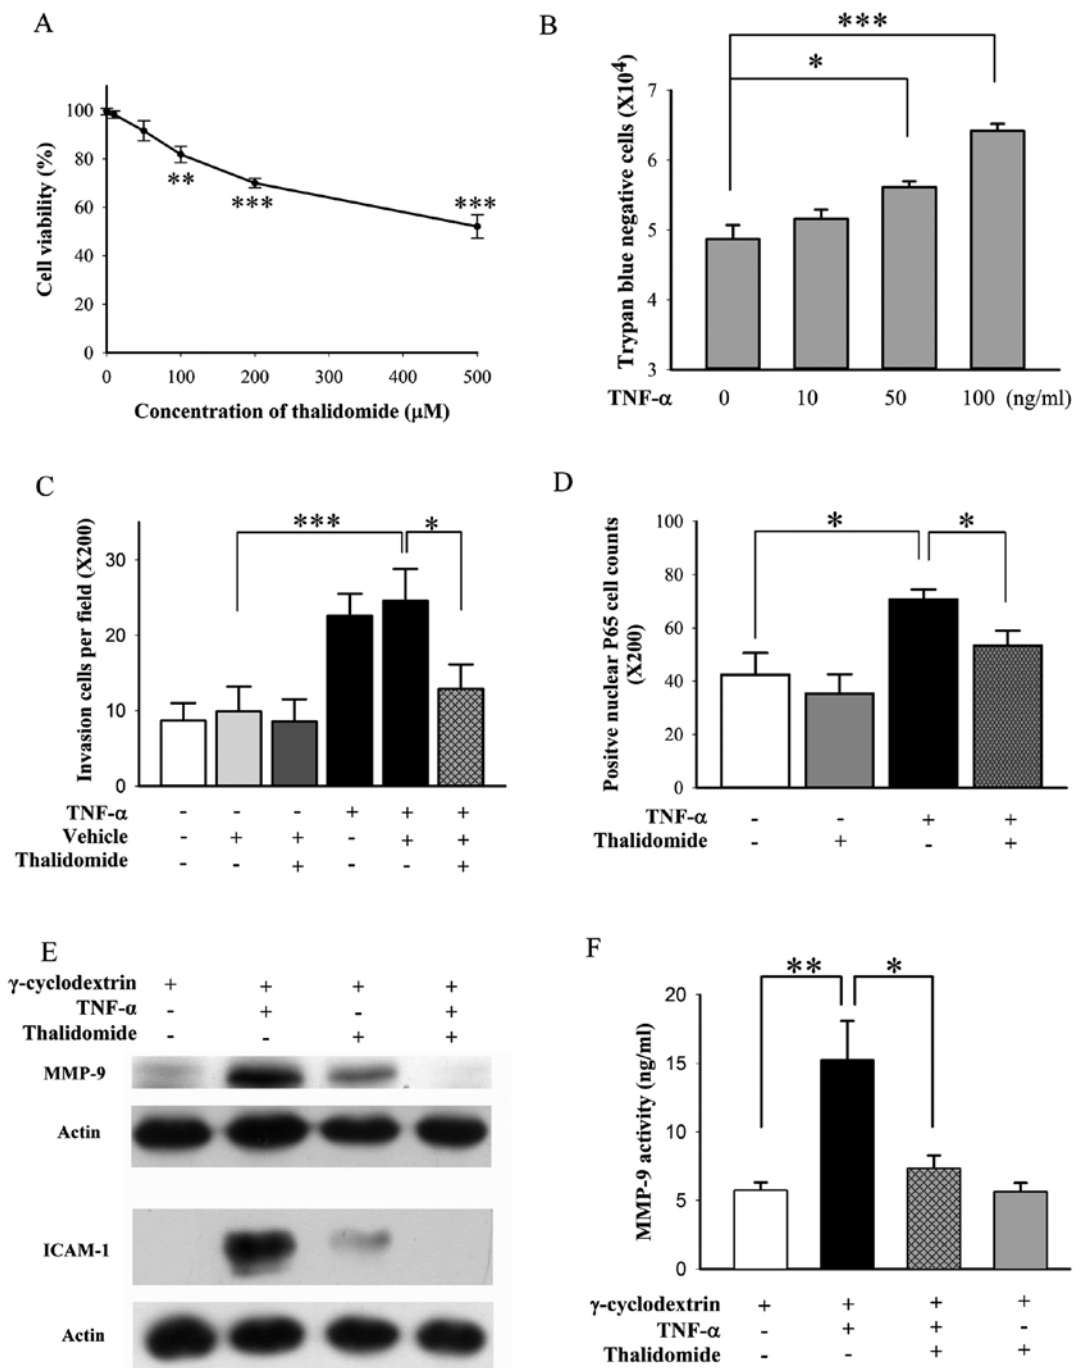 A
Cell viability (%)
100
80
60
40
20
0
**
***
***
0 100 200 300 400 500
Concentration of thalidomide (μM)
B
Trypan blue negative cells (X10⁴)
***
*
7
6
5
4
3
TNF-α 0 10 50 100 (ng/ml)
C
Invasion cells per field (X200)
*** *
30
20
10
0
TNF-α - - - + + +
Vehicle - + + - + +
Thalidomide - - + - - +
D
Positve nuclear P65 cell counts
(X200)
* *
100
80
60
40
20
0
TNF-α - - + +
Thalidomide - + - +
E
γ-cyclodextrin + + + +
TNF-α - + - +
Thalidomide - - + +
MMP-9
Actin
ICAM-1
Actin
F
MMP-9 activity (ng/ml)
** *
20
15
10
5
0
γ-cyclodextrin + + + +
TNF-α - + + -
Thalidomide - - + +